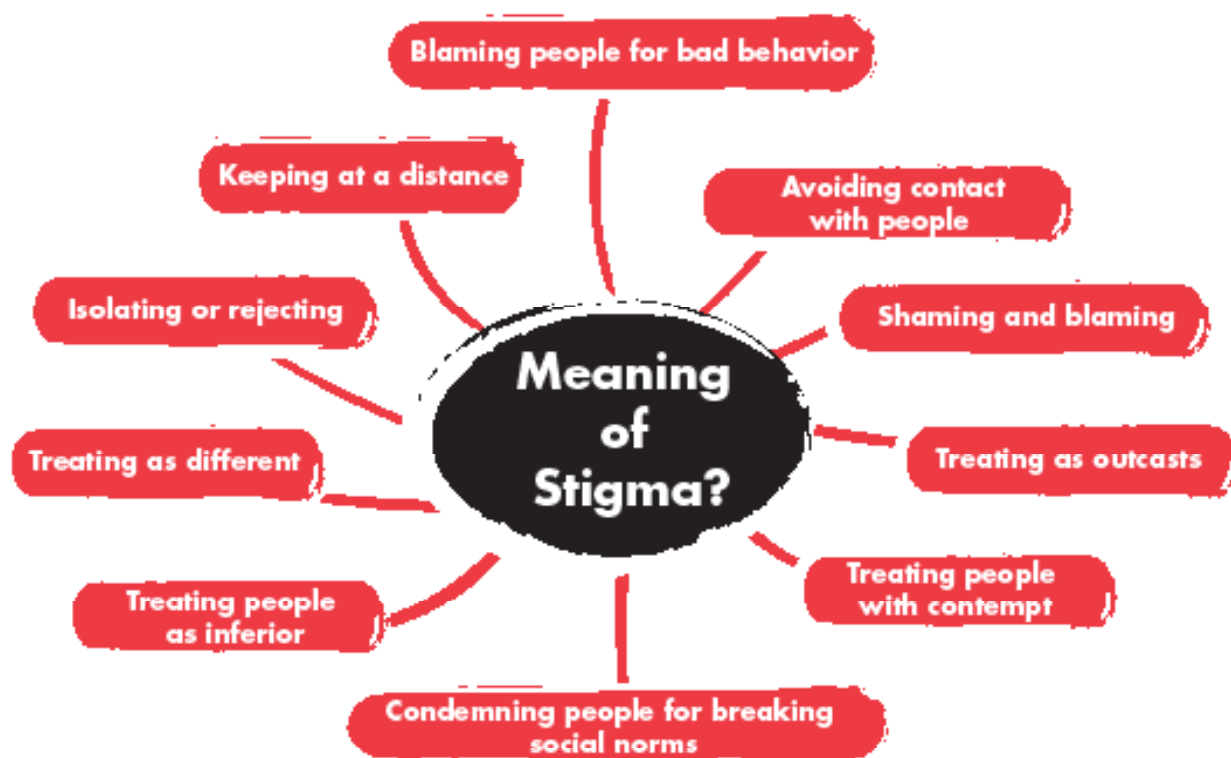 Blaming people for bad behavior
Keeping at a distance
Avoiding contact
with people
Isolating or rejecting
Shaming and blaming
Meaning
of
Stigma?
Treating as different
Treating as outcasts
Treating people
as inferior
Treating people
with contempt
Condemning people for breaking
social norms